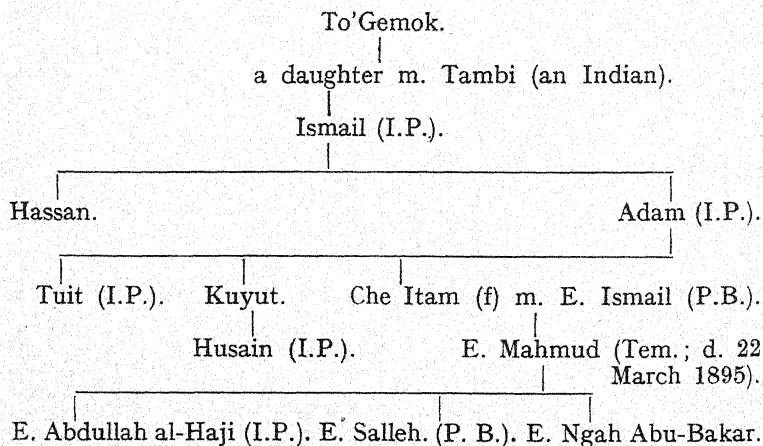 To'Gemok.
a daughter m. Tambi (an Indian).
Ismail (I.P.).
Hassan. Adam (I.P.).
Tuit (I.P.). Kuyut. Che Itam (f) m. E. Ismail (P.B.).
Husain (I.P.). E. Mahmud (Tem.; d. 22
March 1895).
E. Abdullah al-Haji (I.P.). E. Salleh. (P. B.). E. Ngah Abu-Bakar.